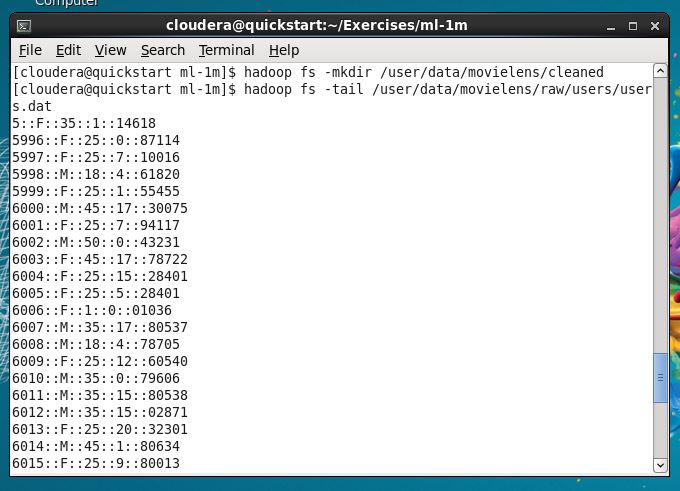 Computer
cloudera@quickstart:~/Exercises/ml-1m
File Edit View Search Terminal Help
[cloudera@quickstart ml-1m]$ hadoop fs -mkdir /user/data/movielens/cleaned
[cloudera@quickstart ml-1m]$ hadoop fs -tail /user/data/movielens/raw/users/user
s.dat
5::F::35::1::14618
5996::F::25::0::87114
5997::F::25::7::10016
5998::M::18::4::61820
5999::F::25::1::55455
6000::M::45::17::30075
6001::F::25::7::94117
6002::M::50::0::43231
6003::F::45::17::78722
6004::F::25::15::28401
6005::F::25::5::28401
6006::F::1::0::01036
6007::M::35::17::80537
6008::M::18::4::78705
6009::F::25::12::60540
6010::M::35::0::79606
6011::M::35::15::80538
6012::M::35::15::02871
6013::F::25::20::32301
6014::M::45::1::80634
6015::F::25::9::80013